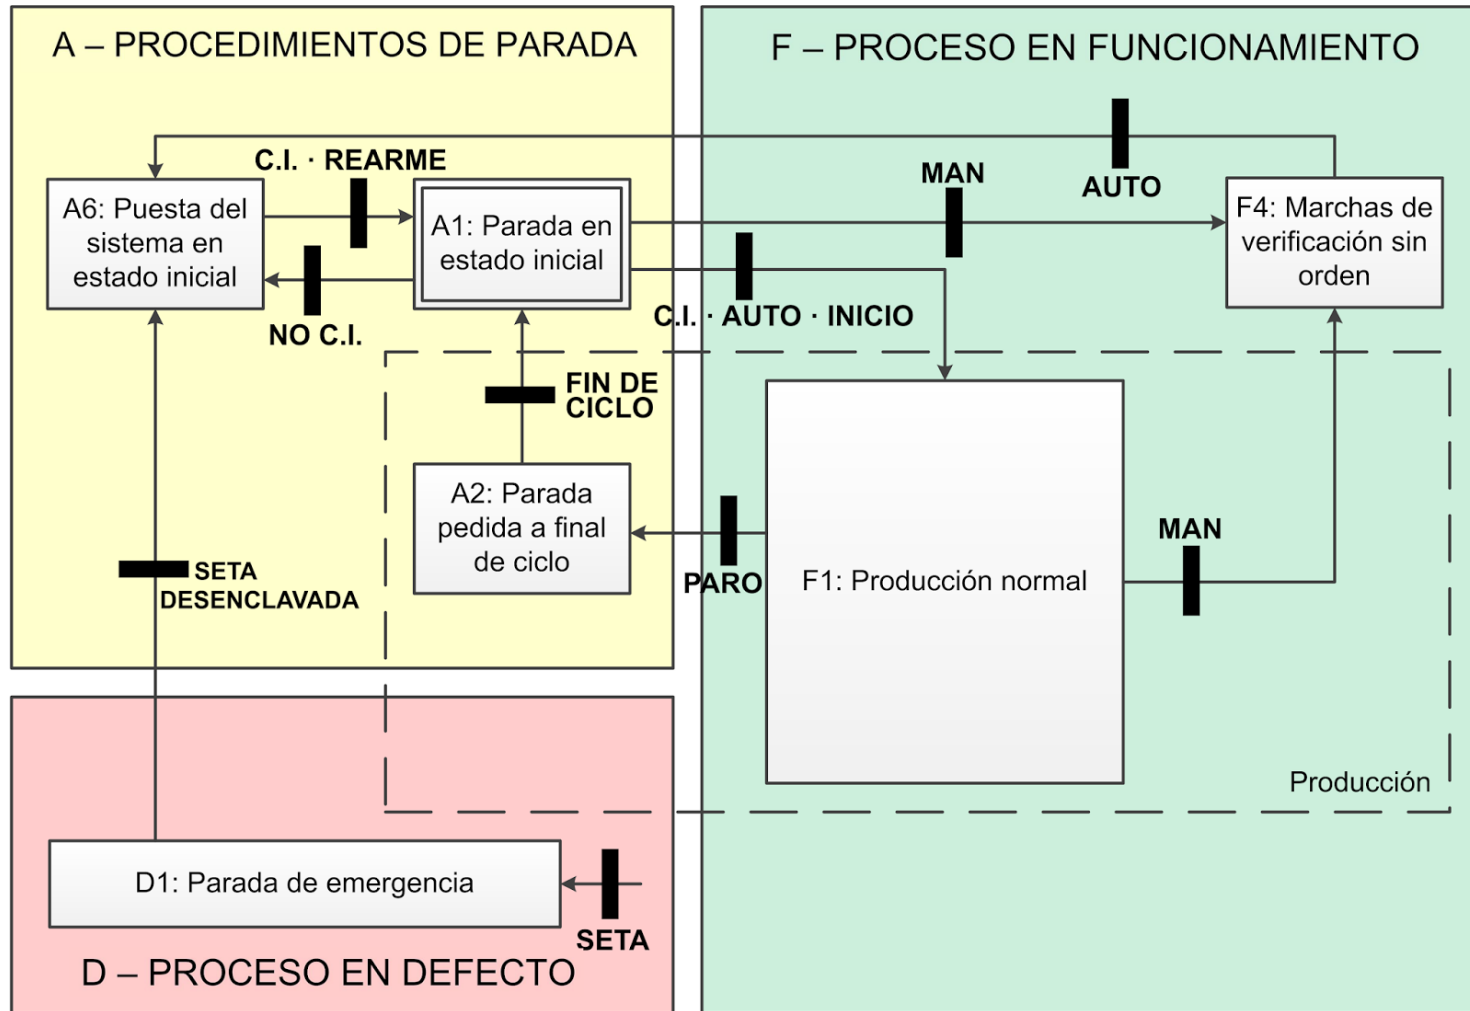 A – PROCEDIMIENTOS DE PARADA
F – PROCESO EN FUNCIONAMIENTO
C.I. · REARME
MAN
AUTO
A6: Puesta del
sistema en
estado inicial
A1: Parada en
estado inicial
F4: Marchas de
verificación sin
orden
NO C.I.
C.I. · AUTO · INICIO
FIN DE
CICLO
A2: Parada
pedida a final
de ciclo
PARO
F1: Producción normal
MAN
SETA
DESENCLAVADA
Producción
D1: Parada de emergencia
SETA
D – PROCESO EN DEFECTO